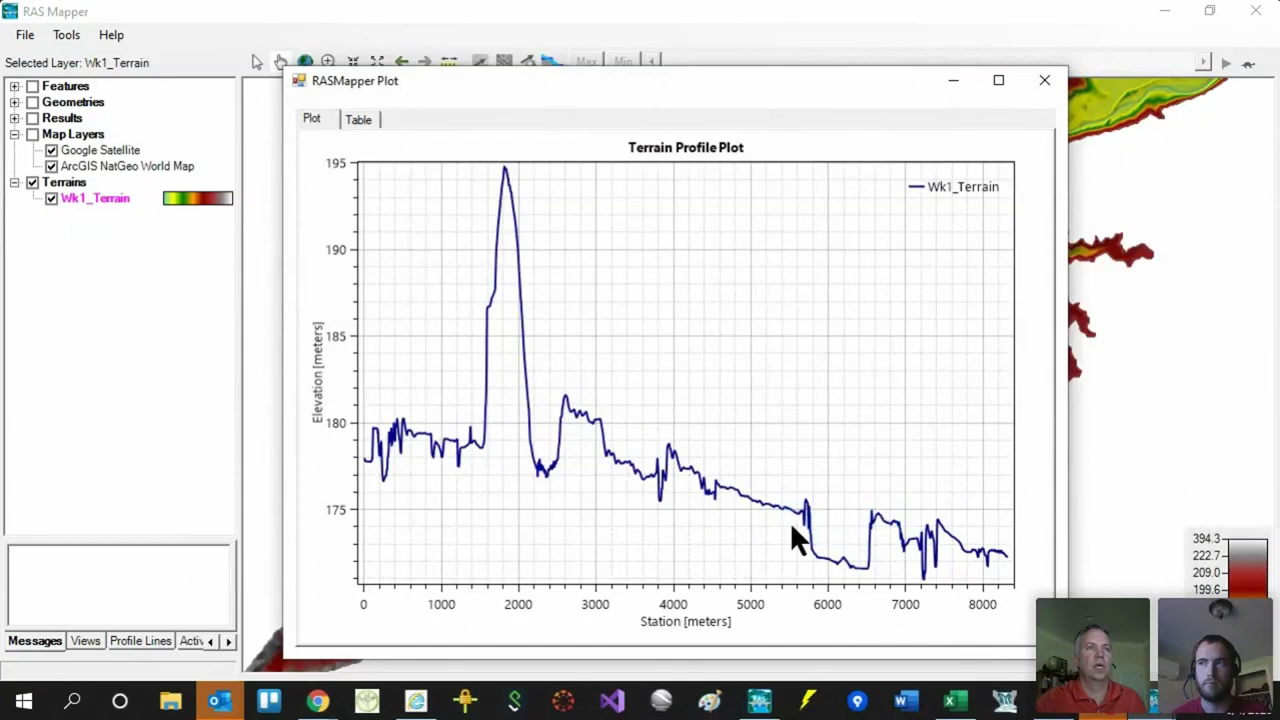 RAS Mapper
File Tools Help
Selected Layer: Wk1_Terrain
Max Min
Features
Geometries
Results
Map Layers
Google Satellite
ArcGIS NatGeo World Map
Terrains
Wk1_Terrain
RASMapper Plot
Plot Table
Terrain Profile Plot
Wk1_Terrain
195
190
185
180
175
Elevation [meters]
0 1000 2000 3000 4000 5000 6000 7000 8000
Station [meters]
394.3
222.7
209.0
199.6
Messages Views Profile Lines Activ